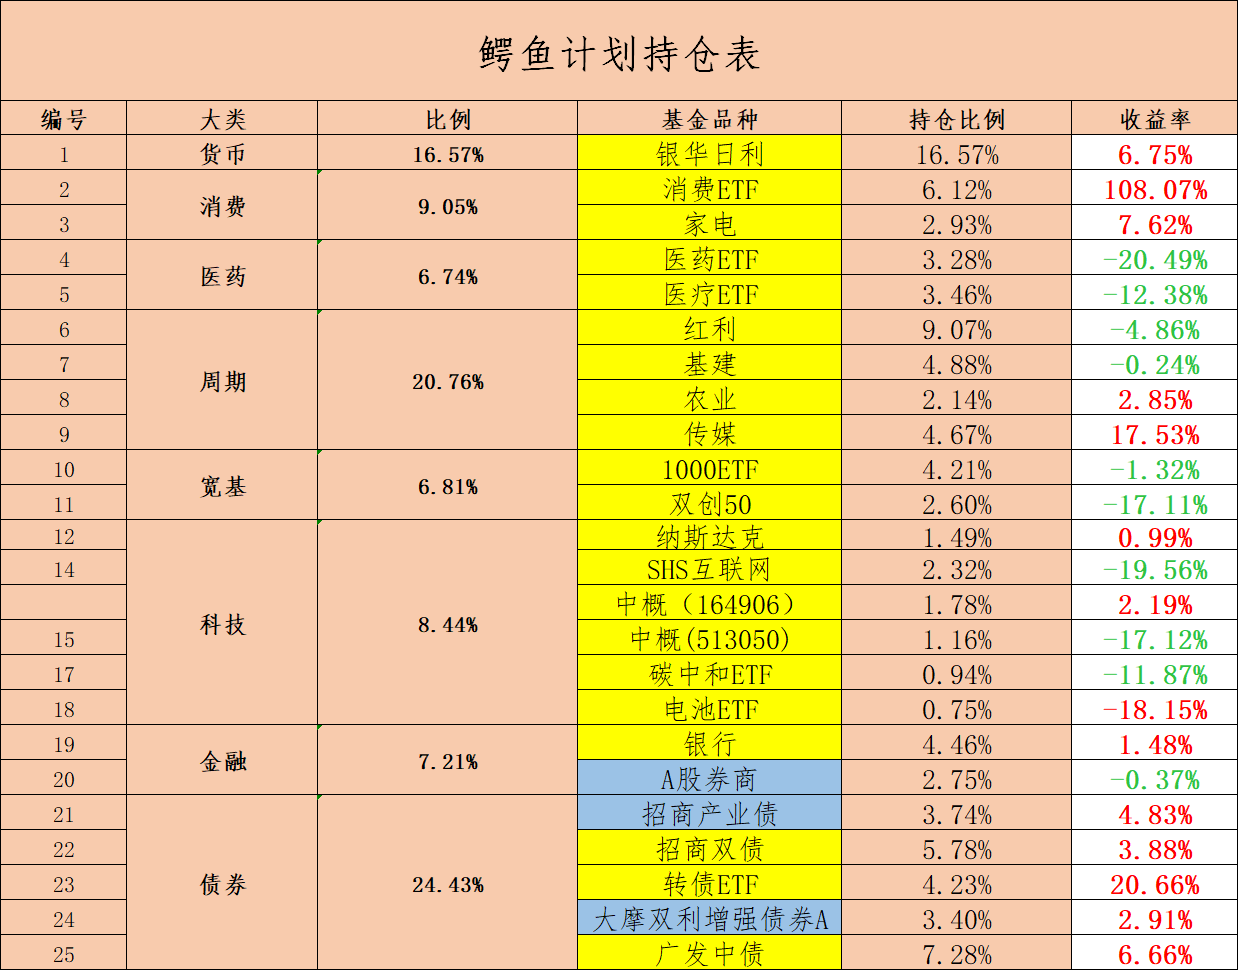 鳄鱼计划持仓表
编号 大类 比例 基金品种 持仓比例 收益率
1 货币 16.57% 银华日利 16.57% 6.75%
2 消费 9.05% 消费ETF 6.12% 108.07%
3 家电 2.93% 7.62%
4 医药 6.74% 医药ETF 3.28% -20.49%
5 医疗ETF 3.46% -12.38%
6 周期 20.76% 红利 9.07% -4.86%
7 基建 4.88% -0.24%
8 农业 2.14% 2.85%
9 传媒 4.67% 17.53%
10 宽基 6.81% 1000ETF 4.21% -1.32%
11 双创50 2.60% -17.11%
12 科技 8.44% 纳斯达克 1.49% 0.99%
14 SHS互联网 2.32% -19.56%
中概（164906） 1.78% 2.19%
15 中概(513050) 1.16% -17.12%
17 碳中和ETF 0.94% -11.87%
18 电池ETF 0.75% -18.15%
19 金融 7.21% 银行 4.46% 1.48%
20 A股券商 2.75% -0.37%
21 债券 24.43% 招商产业债 3.74% 4.83%
22 招商双债 5.78% 3.88%
23 转债ETF 4.23% 20.66%
24 大摩双利增强债券A 3.40% 2.91%
25 广发中债 7.28% 6.66%